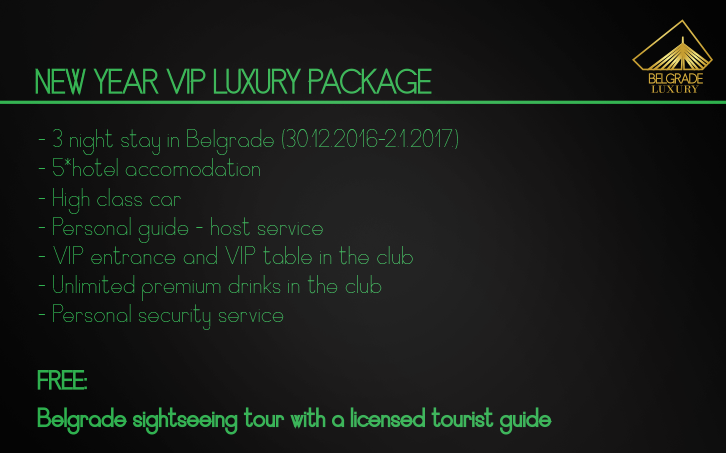 BELGRADE
LUXURY
NEW YEAR VIP LUXURY PACKAGE
- 3 night stay in Belgrade (30.12.2016-2.1.2017.)
- 5*hotel accomodation
- High class car
- Personal guide - host service
- VIP entrance and VIP table in the club
- Unlimited premium drinks in the club
- Personal security service
FREE:
Belgrade sightseeing tour with a licensed tourist guide